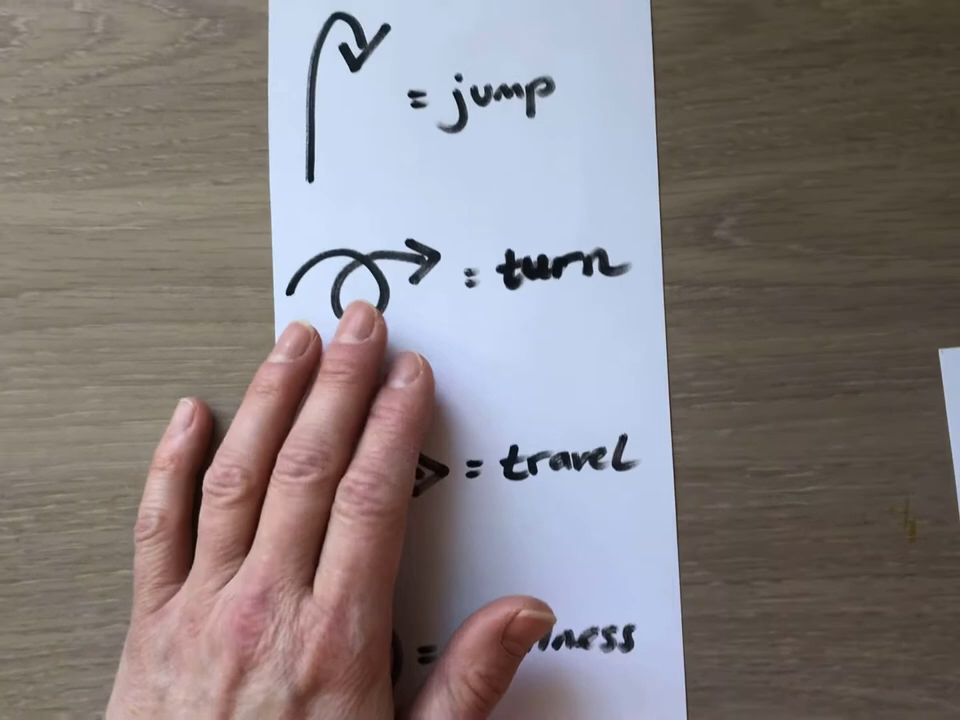 = jump
: turn
= travel
=